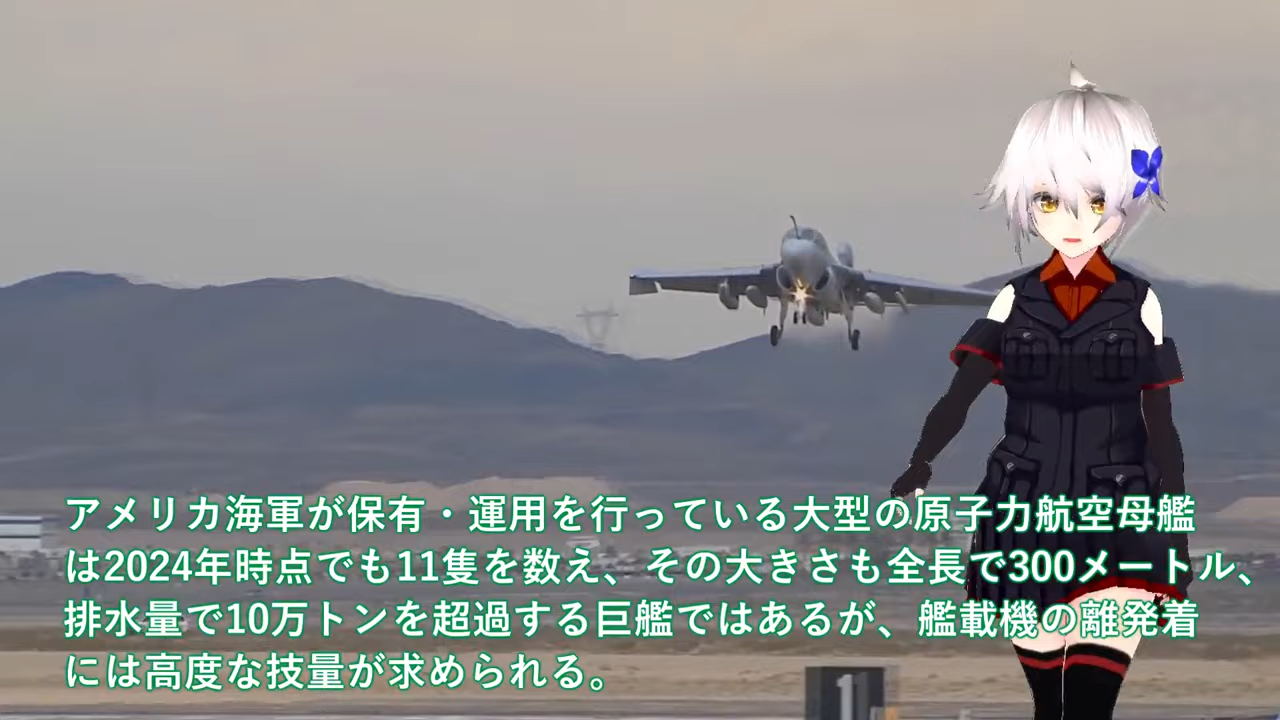 アメリカ海軍が保有・運用を行っている大型の原子力航空母艦
は2024年時点でも11隻を数え、その大きさも全長で300メートル、
排水量で10万トンを超過する巨艦ではあるが、艦載機の離発着
には高度な技量が求められる。
1